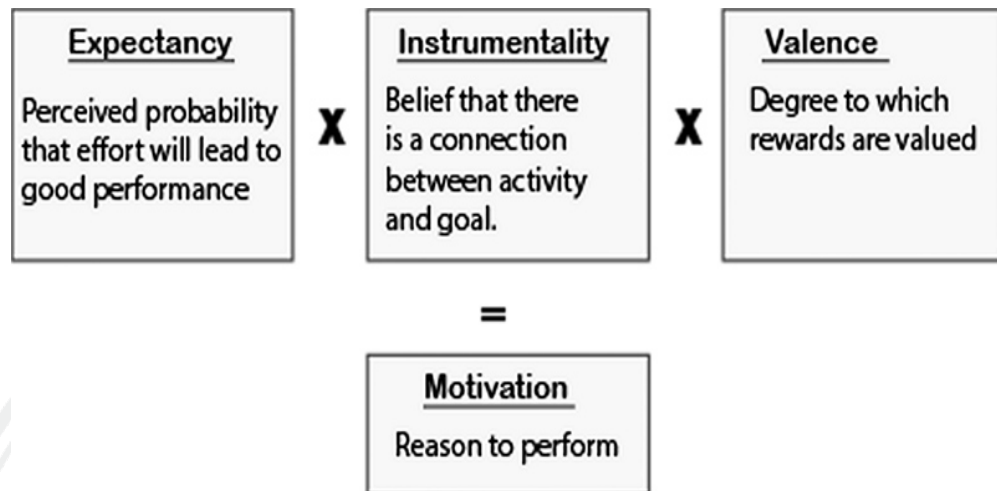 Expectancy
Perceived probability
that effort will lead to
good performance
X
Instrumentality
Belief that there
is a connection
between activity
and goal.
X
Valence
Degree to which
rewards are valued
=
Motivation
Reason to perform